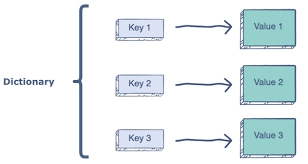 Key 1
Value 1
Dictionary
Key 2
Value 2
Key 3
Value 3